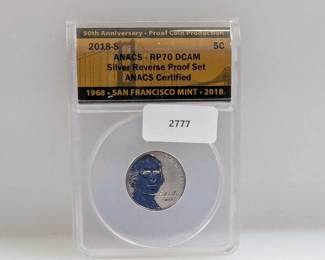 50th Anniversary • Proof Coin Production
2018-S 5C
ANACS - RP70 DCAM
Silver Reverse Proof Set
ANACS Certified
1968 • SAN FRANCISCO MINT • 2018
2777